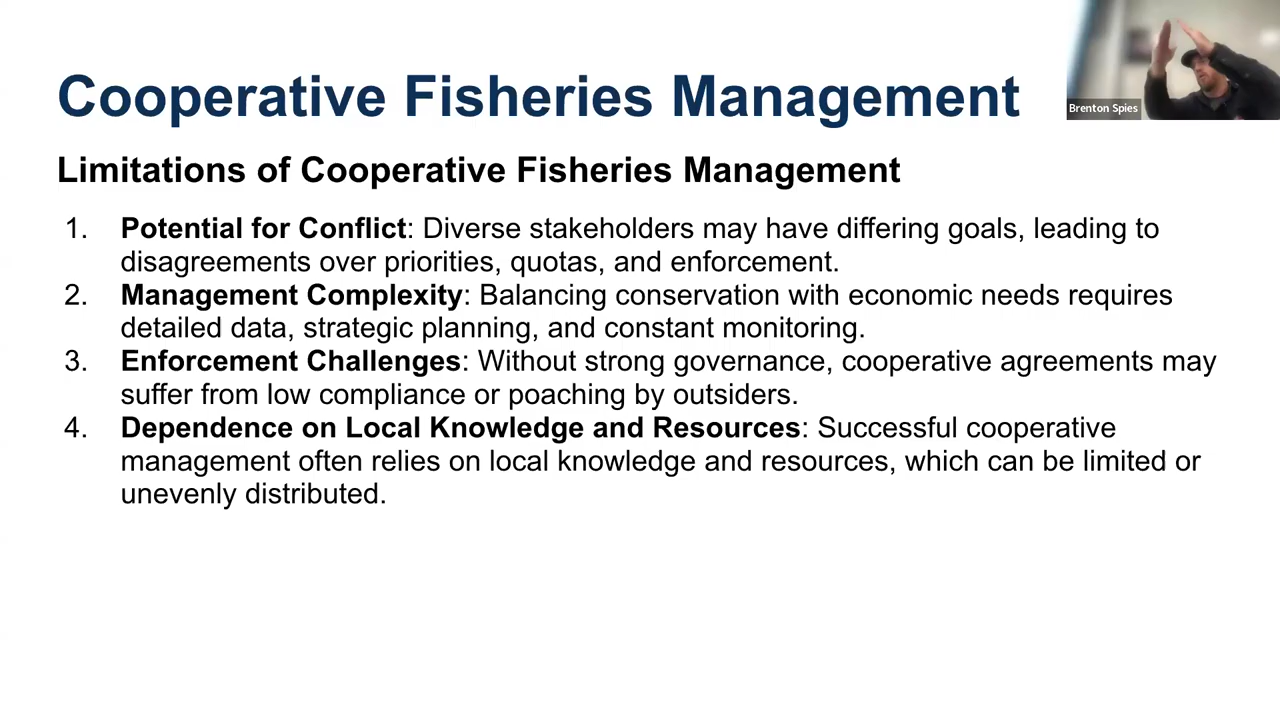 Cooperative Fisheries Management
Brenton Spies
Limitations of Cooperative Fisheries Management
1. Potential for Conflict: Diverse stakeholders may have differing goals, leading to
disagreements over priorities, quotas, and enforcement.
2. Management Complexity: Balancing conservation with economic needs requires
detailed data, strategic planning, and constant monitoring.
3. Enforcement Challenges: Without strong governance, cooperative agreements may
suffer from low compliance or poaching by outsiders.
4. Dependence on Local Knowledge and Resources: Successful cooperative
management often relies on local knowledge and resources, which can be limited or
unevenly distributed.